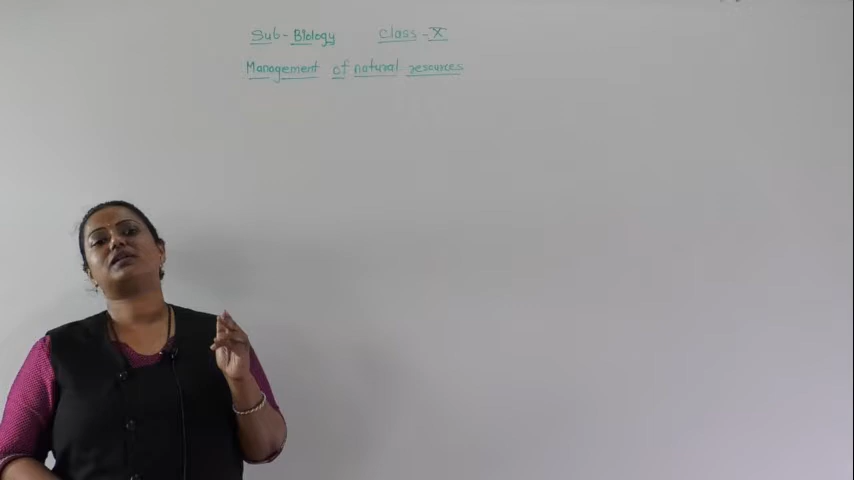 Sub - Biology class - X
Management of natural resources